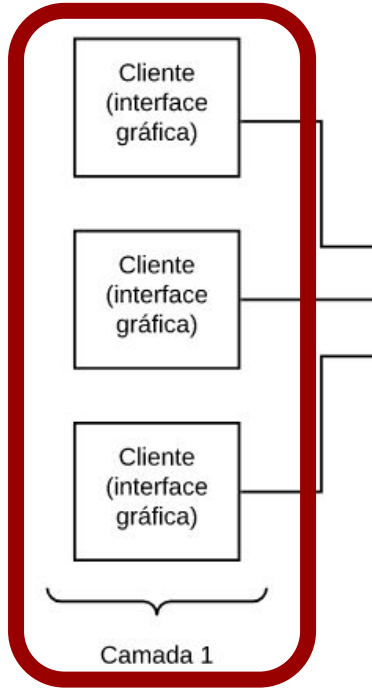 Cliente
(interface
gráfica)
Cliente
(interface
gráfica)
Cliente
(interface
gráfica)
Camada 1